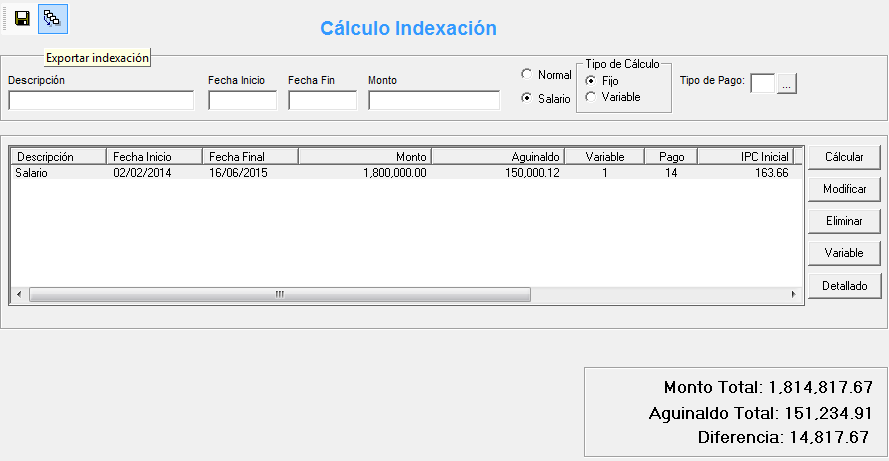 Cálculo Indexación
Exportar indexación
Descripción Fecha Inicio Fecha Fin Monto
Normal
Salario
Tipo de Cálculo
Fijo
Variable
Tipo de Pago: ...
Descripción Fecha Inicio Fecha Final Monto Aguinaldo Variable Pago IPC Inicial
Salario 02/02/2014 16/06/2015 1,800,000.00 150,000.12 1 14 163.66
Cálcular
Modificar
Eliminar
Variable
Detallado
Monto Total: 1,814,817.67
Aguinaldo Total: 151,234.91
Diferencia: 14,817.67